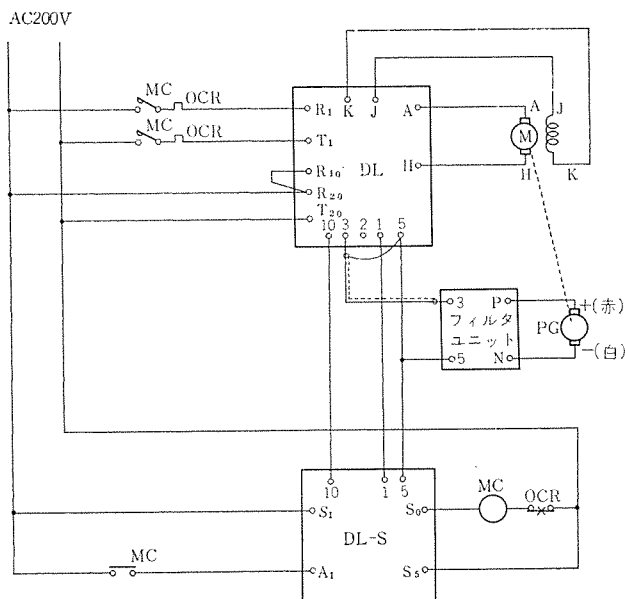 AC200V
MC OCR
MC OCR
R1 K J A
T1
R10 DL H
R20
T20
10 3 2 1 5
A J
M
H K
3 P +(赤)
フィルタ PG
ユニット
5 N −(白)
10 1 5
S1 S0 MC OCR
DL-S
MC
A1 S5